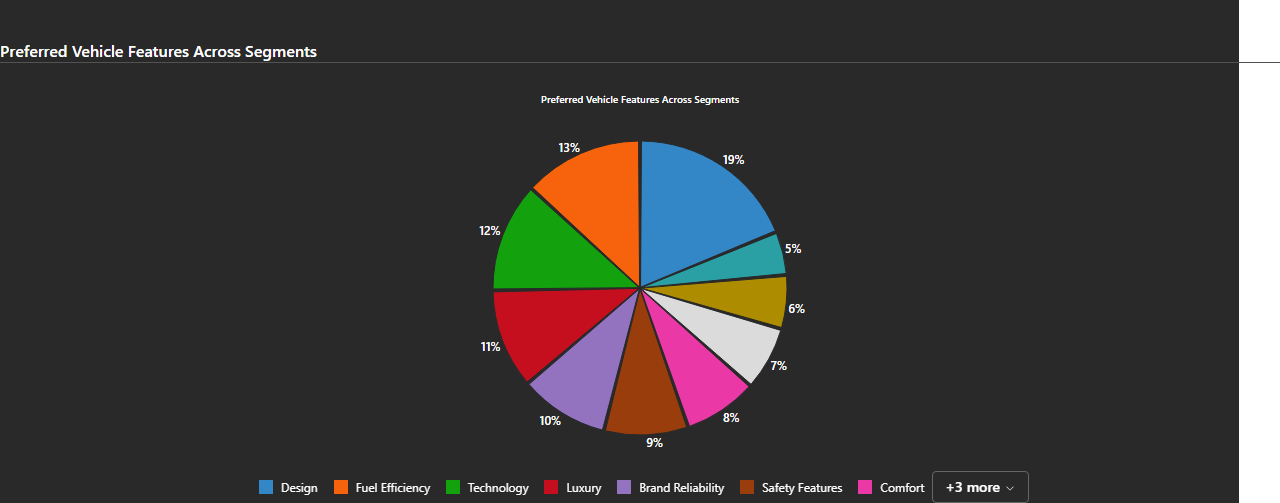 Preferred Vehicle Features Across Segments
Preferred Vehicle Features Across Segments
13%
19%
12%
5%
6%
11%
7%
10%
8%
9%
Design
Fuel Efficiency
Technology
Luxury
Brand Reliability
Safety Features
Comfort
+3 more